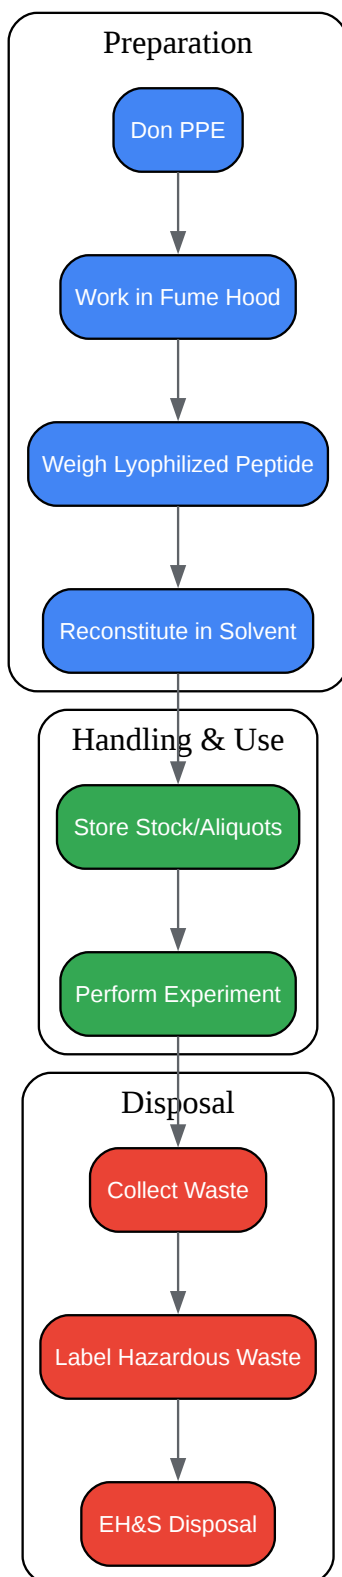 Preparation
Don PPE
Work in Fume Hood
Weigh Lyophilized Peptide
Reconstitute in Solvent
Handling & Use
Store Stock/Aliquots
Perform Experiment
Disposal
Collect Waste
Label Hazardous Waste
EH&S Disposal